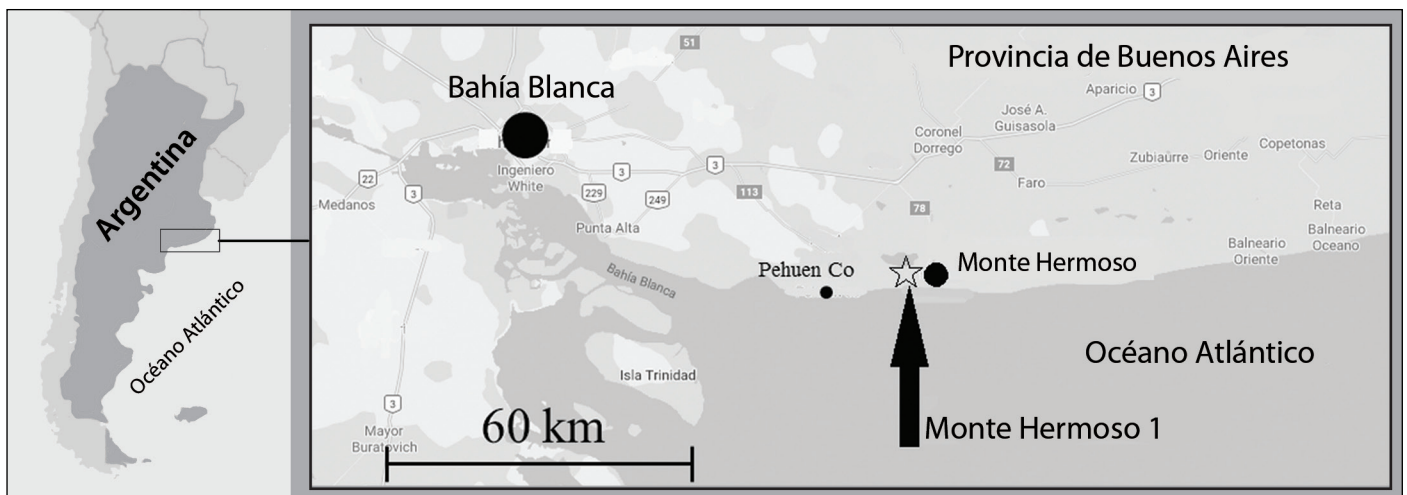 Argentina
Océano Atlántico
Provincia de Buenos Aires
51
Bahía Blanca
Aparicio
3
José A.
Guisasola
Coronel
Dorrego
Copetonas
Zubiaúrre
Oriente
72
Faro
3
3
Ingeniero
White
22
3
229
249
113
Medanos
78
Reta
Punta Alta
Balneario
Oceano
Balneario
Oriente
Pehuen Co
Monte Hermoso
Bahía Blanca
Océano Atlántico
Isla Trinidad
3
Mayor
Buratovich
60 km
Monte Hermoso 1